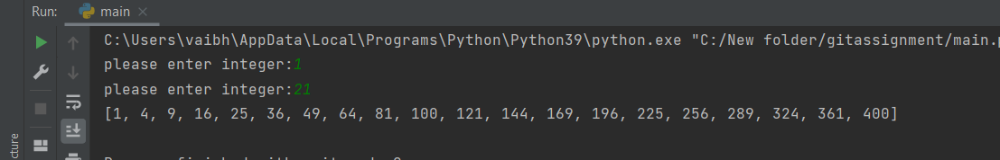 Run: main
C:\Users\vaibh\AppData\Local\Programs\Python\Python39\python.exe "C:/New folder/gitassignment/main.p
please enter integer:1
please enter integer:21
[1, 4, 9, 16, 25, 36, 49, 64, 81, 100, 121, 144, 169, 196, 225, 256, 289, 324, 361, 400]
cture